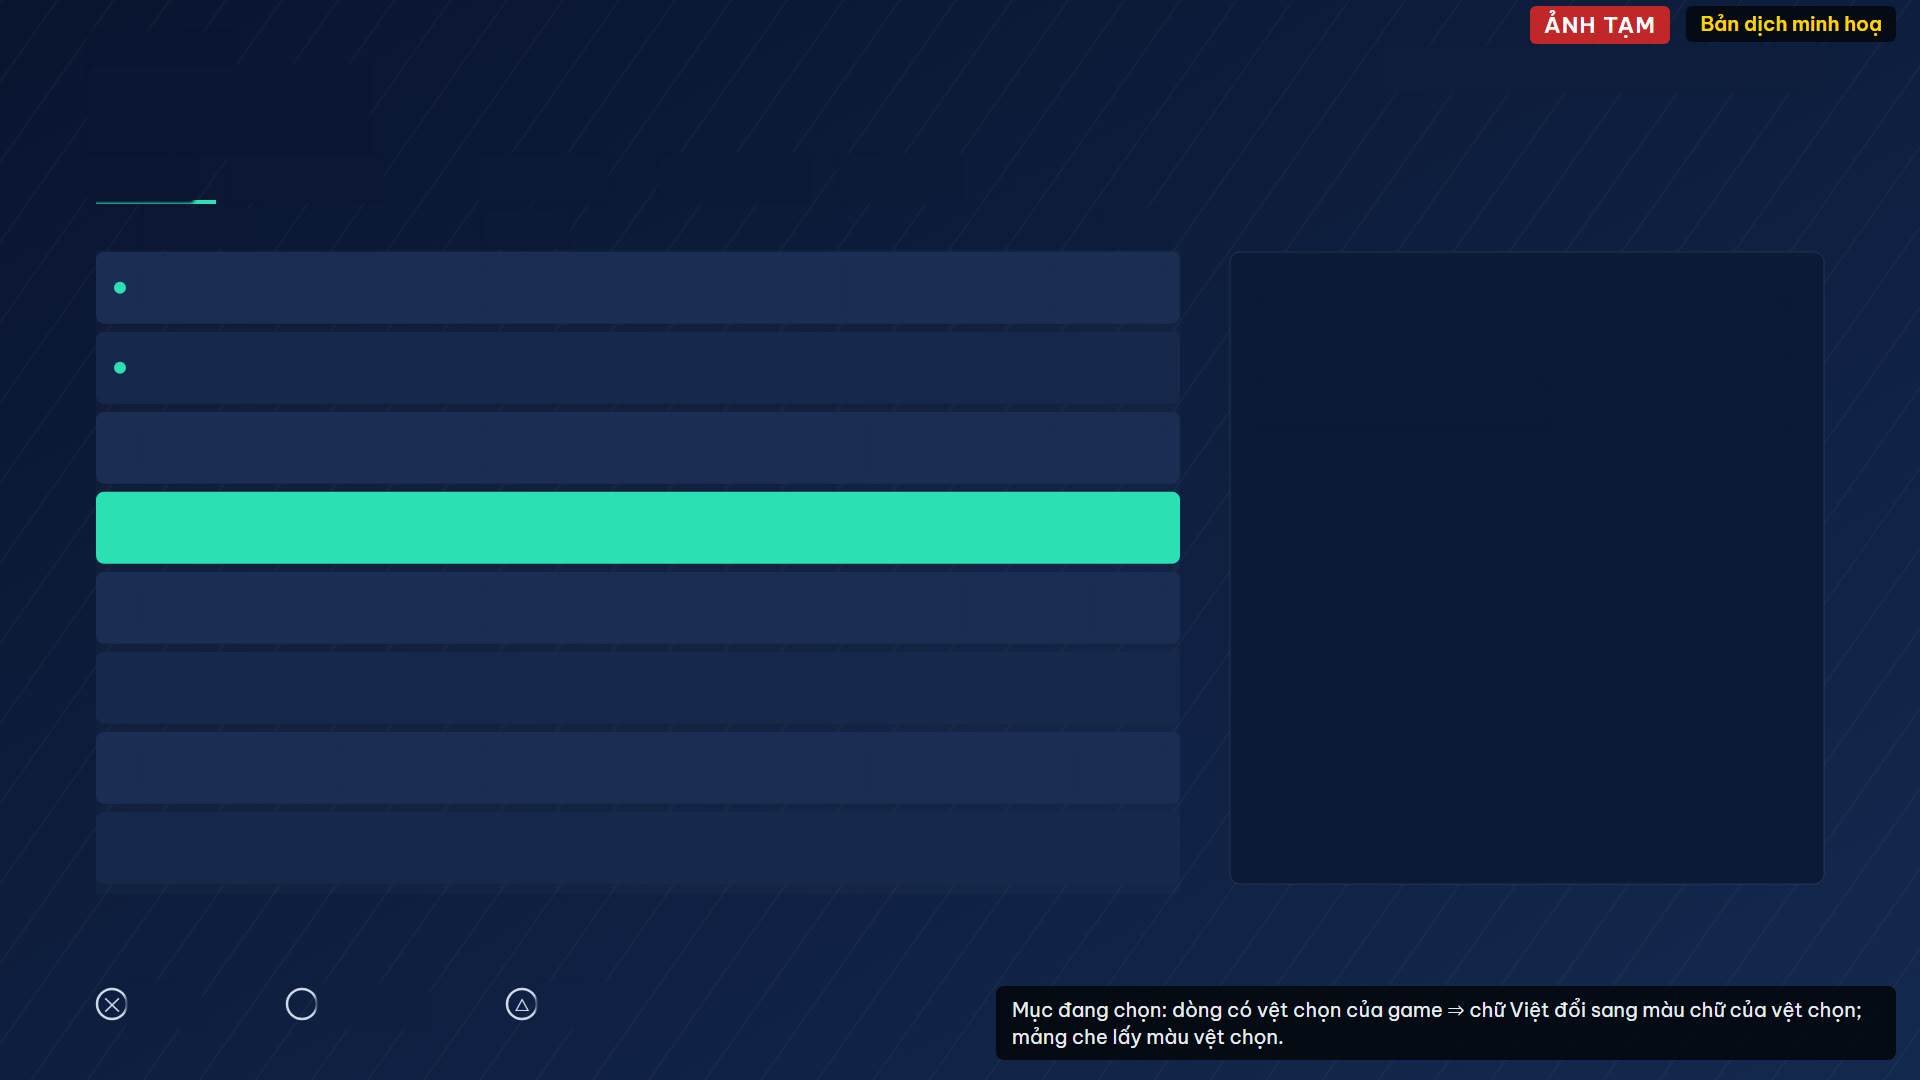 ẢNH TẠM
Bản dịch minh hoạ
Mục đang chọn: dòng có vệt chọn của game ⇒ chữ Việt đổi sang màu chữ của vệt chọn;
mảng che lấy màu vệt chọn.